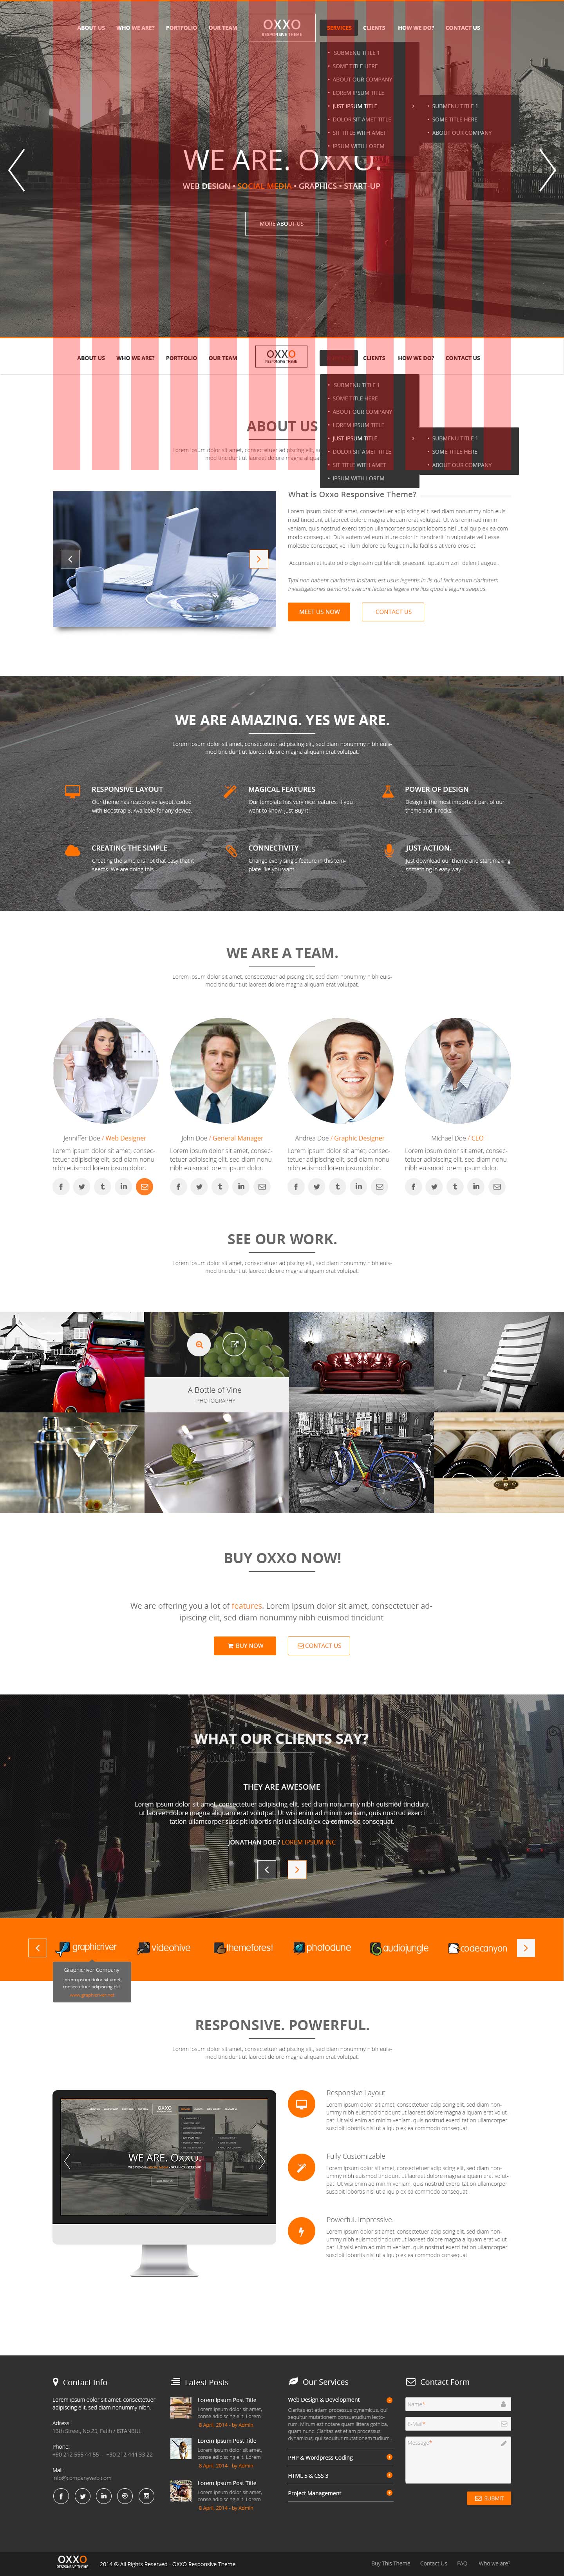 ABOUT US WHO WE ARE? PORTFOLIO OUR TEAM OXXO SERVICES CLIENTS HOW WE DO? CONTACT US
RESPONSIVE THEME
• SUBMENU TITLE 1
• SOME TITLE HERE
• ABOUT OUR COMPANY
• LOREM IPSUM TITLE
• JUST IPSUM TITLE > • SUBMENU TITLE 1
• DOLOR SIT AMET TITLE • SOME TITLE HERE
• SIT TITLE WITH AMET • ABOUT OUR COMPANY
• IPSUM WITH LOREM
WE ARE. OXXO.
WEB DESIGN • SOCIAL MEDIA • GRAPHICS • START-UP
MORE ABOUT US
ABOUT US WHO WE ARE? PORTFOLIO OUR TEAM OXXO CLIENTS HOW WE DO? CONTACT US
RESPONSIVE THEME
• SUBMENU TITLE 1
• SOME TITLE HERE
• ABOUT OUR COMPANY
• LOREM IPSUM TITLE
• JUST IPSUM TITLE > • SUBMENU TITLE 1
• DOLOR SIT AMET TITLE • SOME TITLE HERE
• SIT TITLE WITH AMET • ABOUT OUR COMPANY
• IPSUM WITH LOREM
ABOUT US
Lorem ipsum dolor sit amet, consectetuer
mod tincidunt ut laoreet dolore magna
What is Oxxo Responsive Theme?
Lorem ipsum dolor sit amet, consectetuer adipiscing elit, sed diam nonummy nibh euis-
mod tincidunt ut laoreet dolore magna aliquam erat volutpat. Ut wisi enim ad minim
veniam, quis nostrud exerci tation ullamcorper suscipit lobortis nisl ut aliquip ex ea com-
modo consequat. Duis autem vel eum iriure dolor in hendrerit in vulputate velit esse
molestie consequat, vel illum dolore eu feugiat nulla facilisis at vero eros et.
Accumsan et iusto odio dignissim qui blandit praesent luptatum zzril delenit augue.
Typi non habent claritatem insitam; est usus legentis in iis qui facit eorum claritatem.
Investigationes demonstraverunt lectores legere me lius quod ii legunt saepius.
MEET US NOW CONTACT US
WE ARE AMAZING. YES WE ARE.
Lorem ipsum dolor sit amet, consectetuer adipiscing elit, sed diam nonummy nibh euis-
mod tincidunt ut laoreet dolore magna aliquam erat volutpat.
RESPONSIVE LAYOUT
Our theme has responsive layout, coded
with Boostrap 3. Available for any device.
MAGICAL FEATURES
Our template has very nice features. If you
want to know, just Buy it!
POWER OF DESIGN
Design is the most important part of our
theme and it rocks!
CREATING THE SIMPLE
Creating the simple is not that easy that it
seems. We are doing this.
CONNECTIVITY
Change every single feature in this tem-
plate like you want.
JUST ACTION.
Just download our theme and start making
something in easy way.
WE ARE A TEAM.
Lorem ipsum dolor sit amet, consectetuer adipiscing elit, sed diam nonummy nibh euis-
mod tincidunt ut laoreet dolore magna aliquam erat volutpat.
Jenniffer Doe / Web Designer
Lorem ipsum dolor sit amet, consec-
tetuer adipiscing elit, sed diam nonu
nibh euismod lorem ipsum dolor.
John Doe / General Manager
Lorem ipsum dolor sit amet, consec-
tetuer adipiscing elit, sed diam nonu
nibh euismod lorem ipsum dolor.
Andrea Doe / Graphic Designer
Lorem ipsum dolor sit amet, consec-
tetuer adipiscing elit, sed diam nonu
nibh euismod lorem ipsum dolor.
Michael Doe / CEO
Lorem ipsum dolor sit amet, consec-
tetuer adipiscing elit, sed diam nonu
nibh euismod lorem ipsum dolor.
SEE OUR WORK.
Lorem ipsum dolor sit amet, consectetuer adipiscing elit, sed diam nonummy nibh euis-
mod tincidunt ut laoreet dolore magna aliquam erat volutpat.
A Bottle of Vine
PHOTOGRAPHY
BUY OXXO NOW!
We are offering you a lot of features. Lorem ipsum dolor sit amet, consectetuer ad-
ipiscing elit, sed diam nonummy nibh euismod tincidunt
BUY NOW CONTACT US
WHAT OUR CLIENTS SAY?
THEY ARE AWESOME
Lorem ipsum dolor sit amet, consectetuer adipiscing elit, sed diam nonummy nibh euismod tincidunt
ut laoreet dolore magna aliquam erat volutpat. Ut wisi enim ad minim veniam, quis nostrud exerci
tation ullamcorper suscipit lobortis nisl ut aliquip ex ea commodo consequat.
JONATHAN DOE / LOREM IPSUM INC
graphicriver videohive themeforest photodune audiojungle codecanyon
Graphicriver Company
Lorem ipsum dolor sit amet,
consectetuer adipiscing elit.
RESPONSIVE. POWERFUL.
Lorem ipsum dolor sit amet, consectetuer adipiscing elit, sed diam nonummy nibh euis-
mod tincidunt ut laoreet dolore magna aliquam erat volutpat.
OXXO
WE ARE. OXXO.
Responsive Layout
Lorem ipsum dolor sit amet, consectetuer adipiscing elit, sed diam non-
ummy nibh euismod tincidunt ut laoreet dolore magna aliquam erat volut-
pat. Ut wisi enim ad minim veniam, quis nostrud exerci tation ullamcorper
suscipit lobortis nisl ut aliquip ex ea commodo consequat
Fully Customizable
Lorem ipsum dolor sit amet, consectetuer adipiscing elit, sed diam non-
ummy nibh euismod tincidunt ut laoreet dolore magna aliquam erat volut-
pat. Ut wisi enim ad minim veniam, quis nostrud exerci tation ullamcorper
suscipit lobortis nisl ut aliquip ex ea commodo consequat
Powerful. Impressive.
Lorem ipsum dolor sit amet, consectetuer adipiscing elit, sed diam non-
ummy nibh euismod tincidunt ut laoreet dolore magna aliquam erat volut-
pat. Ut wisi enim ad minim veniam, quis nostrud exerci tation ullamcorper
suscipit lobortis nisl ut aliquip ex ea commodo consequat
Contact Info
Lorem ipsum dolor sit amet, consectetuer
adipiscing elit, sed diam nonummy nibh.
Adress:
13th Street, No:25, Fatih / ISTANBUL
Phone:
+90 212 555 44 55 - +90 212 444 33 22
Mail:
info@companyweb.com
Latest Posts
Lorem Ipsum Post Title
Lorem ipsum dolor sit amet,
conse adipiscing elit. Lorem
8 April, 2014 - by Admin
Lorem Ipsum Post Title
Lorem ipsum dolor sit amet,
conse adipiscing elit. Lorem
8 April, 2014 - by Admin
Lorem Ipsum Post Title
Lorem ipsum dolor sit amet,
conse adipiscing elit. Lorem
8 April, 2014 - by Admin
Our Services
Web Design & Development
Claritas est etiam processus dynamicus, qui
sequitur mutationem consuetudium lecto-
rum. Mirum est notare quam littera gothica,
quam nunc. Claritas est etiam processus
dynamicus, qui sequitur mutationem tudium
PHP & Wordpress Coding
HTML 5 & CSS 3
Project Management
Contact Form
Name*
E-Mail*
Message*
SUBMIT
OXXO
RESPONSIVE THEME
2014 ® All Rights Reserved - OXXO Responsive Theme
Buy This Theme Contact Us FAQ Who we are?